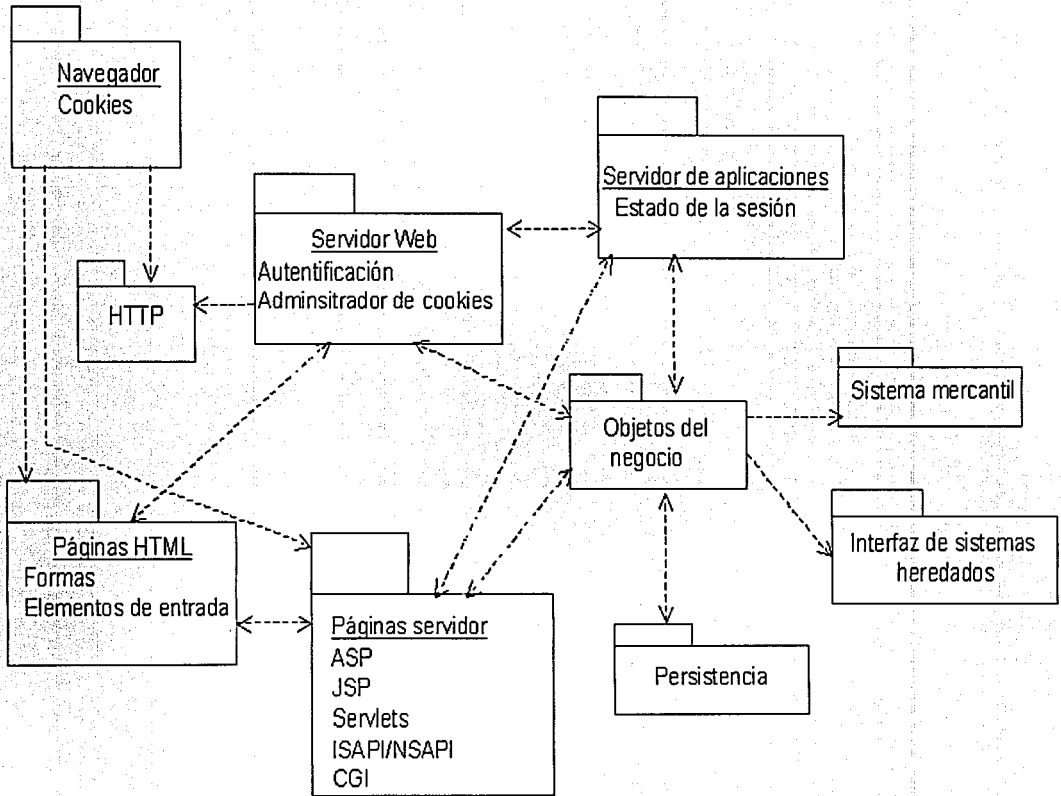 Navegador
Cookies
Servidor de aplicaciones
Estado de la sesión
Servidor Web
Autentificación
Adminsitrador de cookies
HTTP
Sistema mercantil
Objetos del
negocio
Interfaz de sistemas
heredados
Páginas HTML
Formas
Elementos de entrada
Páginas servidor
ASP
JSP
Servlets
ISAPI/NSAPI
CGI
Persistencia